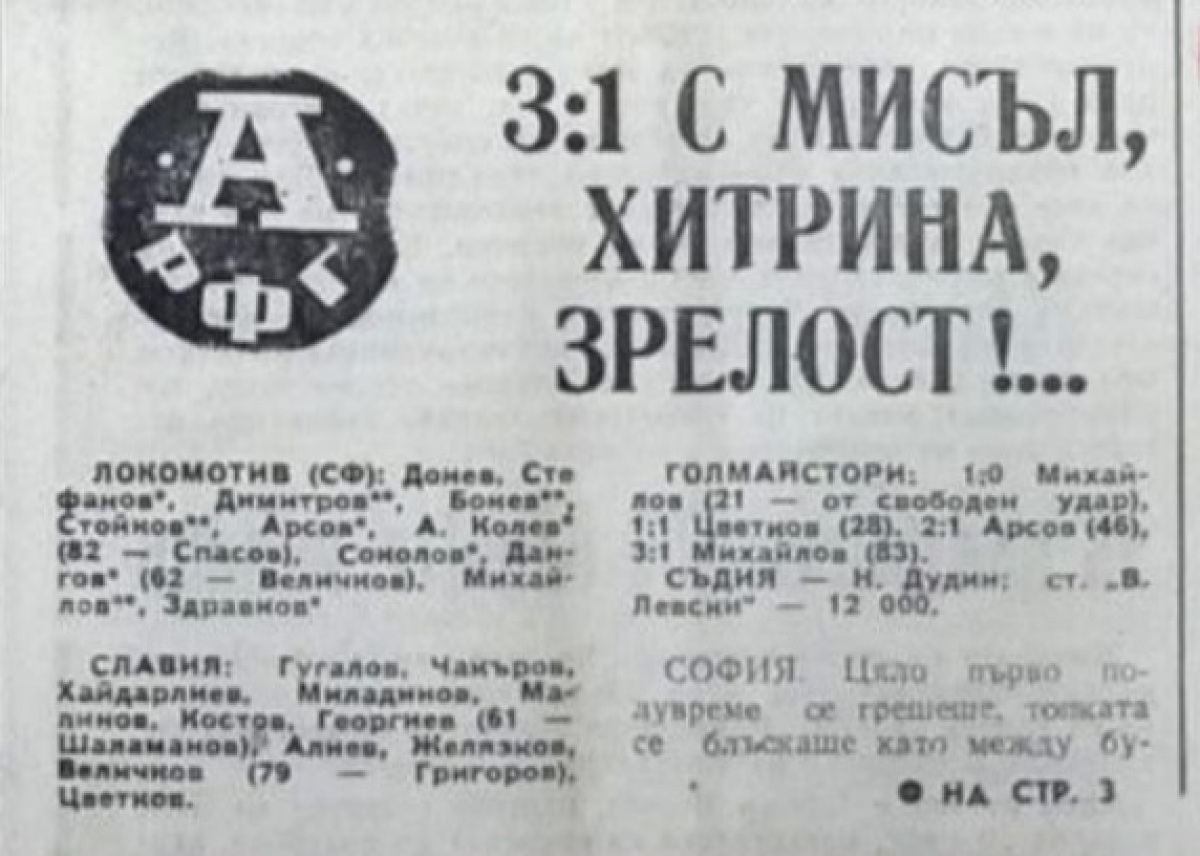 А
РФГ
3:1 С МИСЪЛ,
ХИТРИНА,
ЗРЕЛОСТ!...
ЛОКОМОТИВ (СФ): Донев, Сте
фанов*, Димитров**, Бонев**,
Стойков**, Арсов*, А. Колев*
(82 — Спасов), Соколов*, Дан-
гов* (62 — Величков), Михай-
лов**, Здравков*
СЛАВИЯ: Гугалов, Чакъров,
Хайдарлиев, Миладинов, Ма-
линов, Костов, Георгиев (61 —
Шаламанов), Алиев, Желязков,
Величков (79 — Григоров),
Цветков.
ГОЛМАЙСТОРИ: 1:0 Михай-
лов (21 — от свободен удар),
1:1 Цветков (28), 2:1 Арсов (46),
3:1 Михайлов (83).
СЪДИЯ — Н. Дудин; ст. „В.
Левски" — 12 000.
СОФИЯ. Цяло първо по-
лувреме се грешеше, топката
се блъскаше като между бу-
● НА СТР. 3